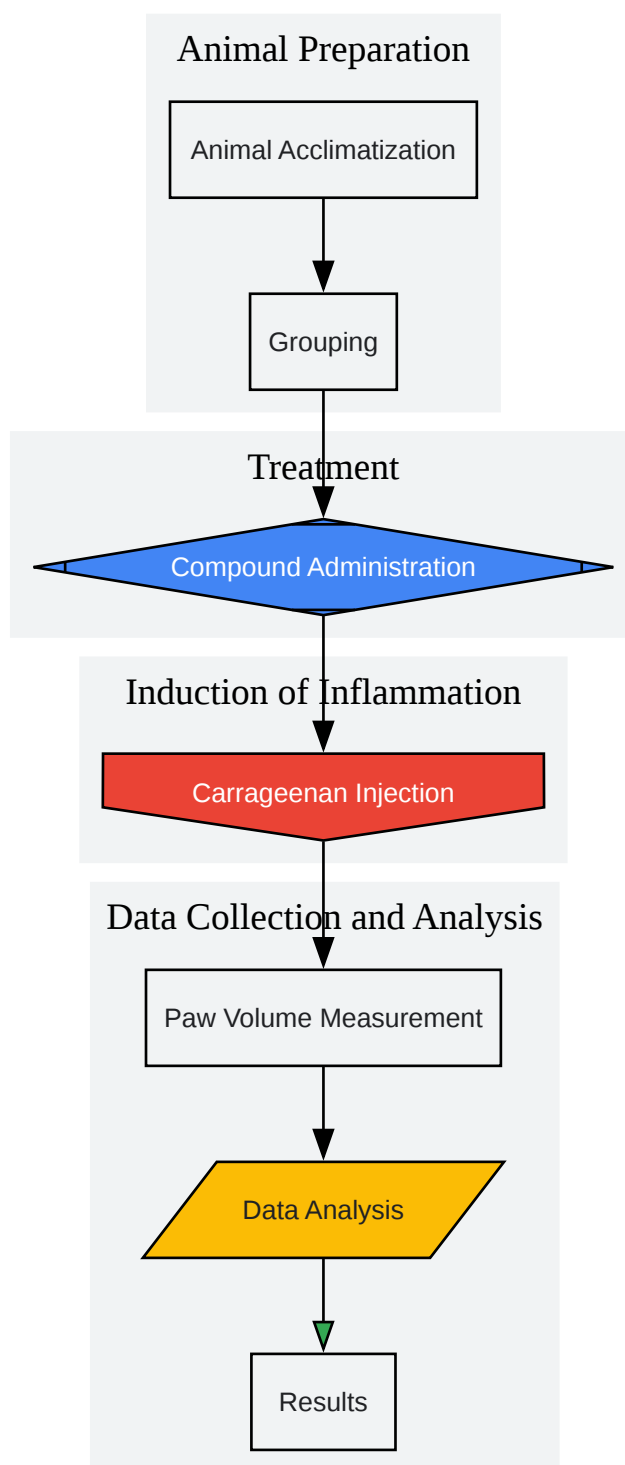 Animal Preparation
Animal Acclimatization
Grouping
Treatment
Compound Administration
Induction of Inflammation
Carrageenan Injection
Data Collection and Analysis
Paw Volume Measurement
Data Analysis
Results